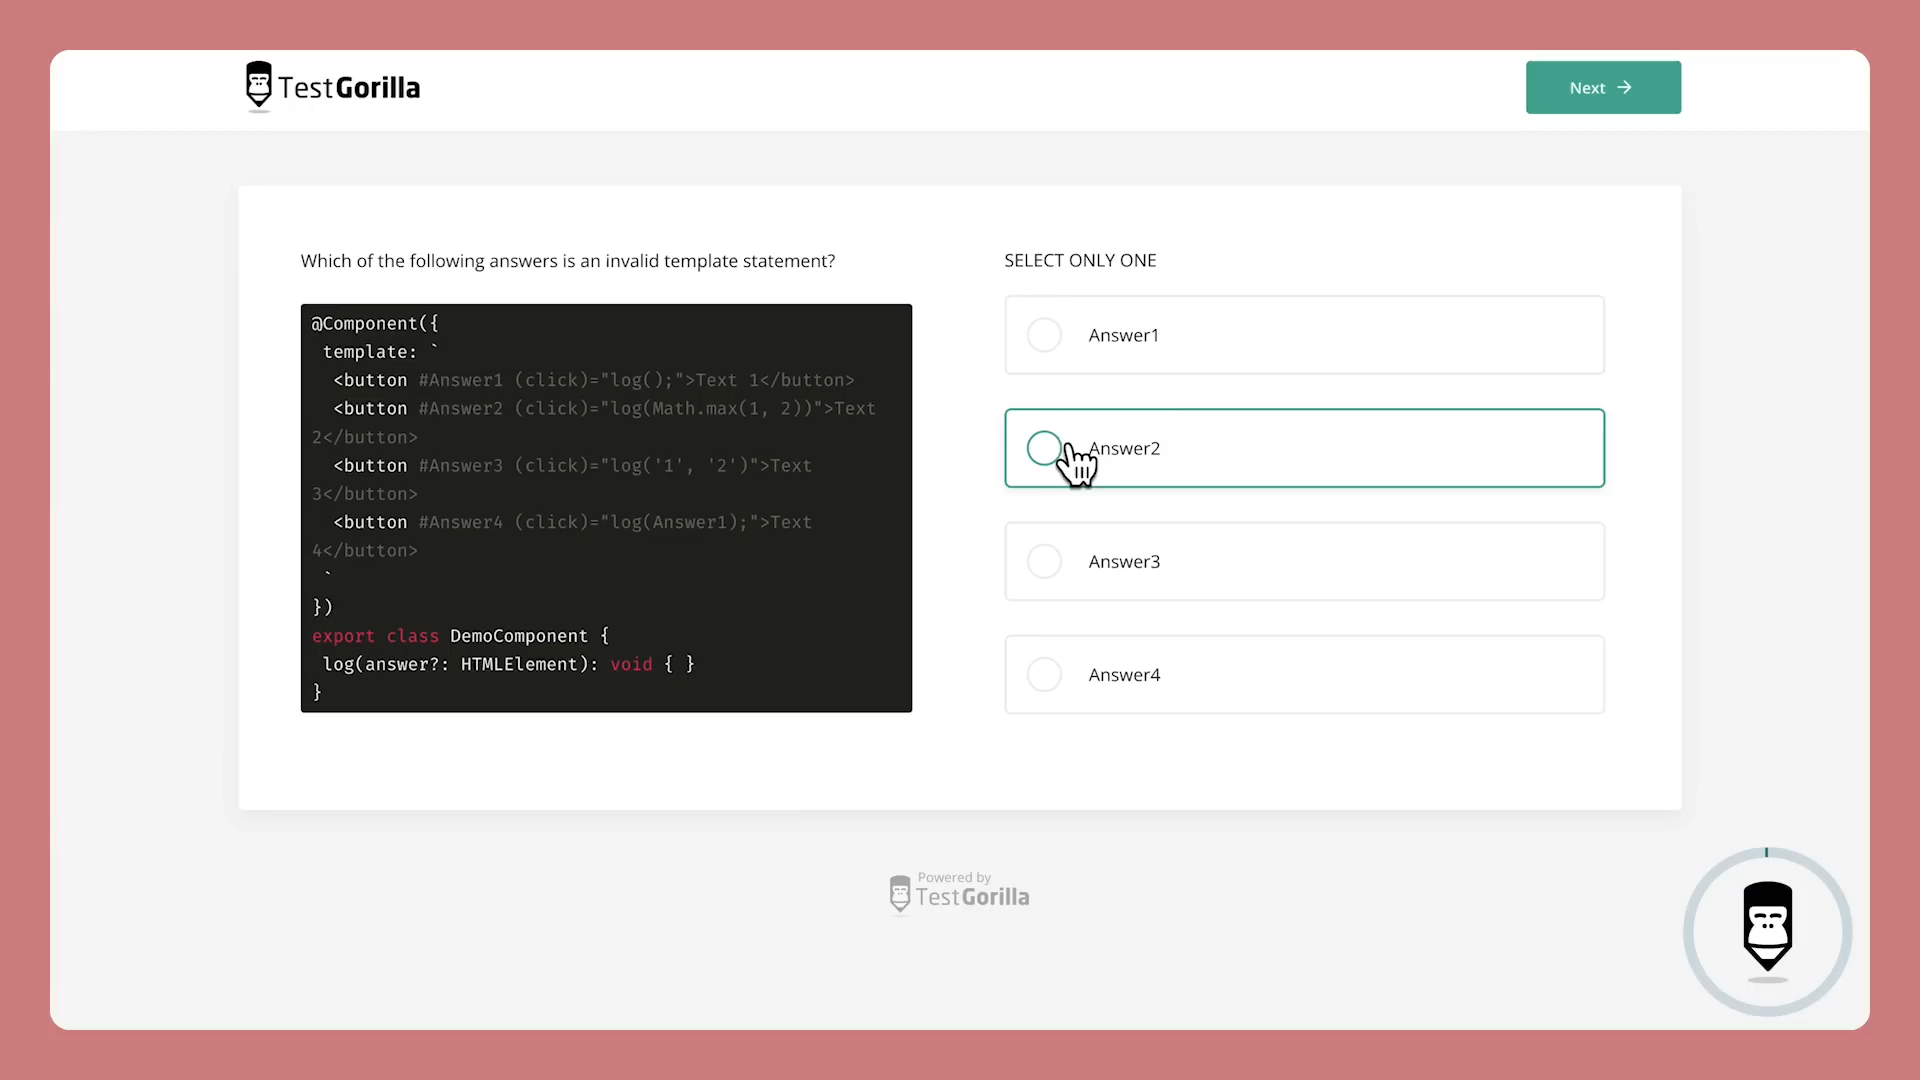 TestGorilla
Next →
Which of the following answers is an invalid template statement?
@Component({
 template: `
  <button #Answer1 (click)="log();">Text 1</button>
  <button #Answer2 (click)="log(Math.max(1, 2))">Text
2</button>
  <button #Answer3 (click)="log('1', '2')">Text
3</button>
  <button #Answer4 (click)="log(Answer1);">Text
4</button>
 `
})
export class DemoComponent {
 log(answer?: HTMLElement): void { }
}
SELECT ONLY ONE
Answer1
Answer2
Answer3
Answer4
Powered by
TestGorilla